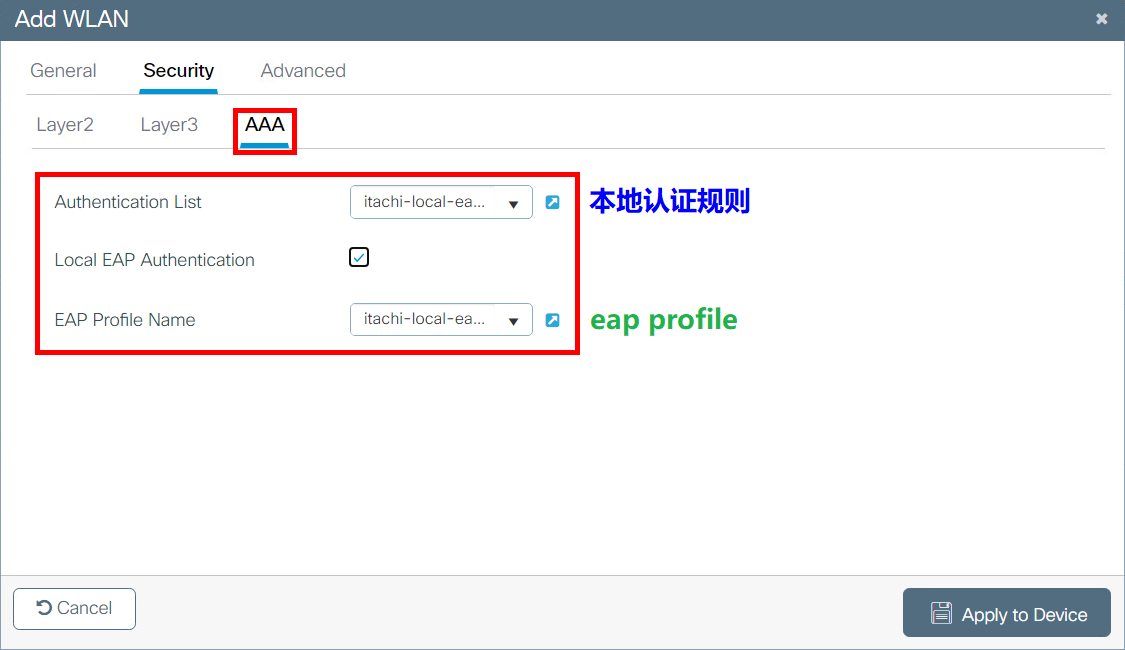 Add WLAN
General Security Advanced
Layer2 Layer3 AAA
Authentication List itachi-local-ea... 本地认证规则
Local EAP Authentication
EAP Profile Name itachi-local-ea... eap profile
Cancel Apply to Device